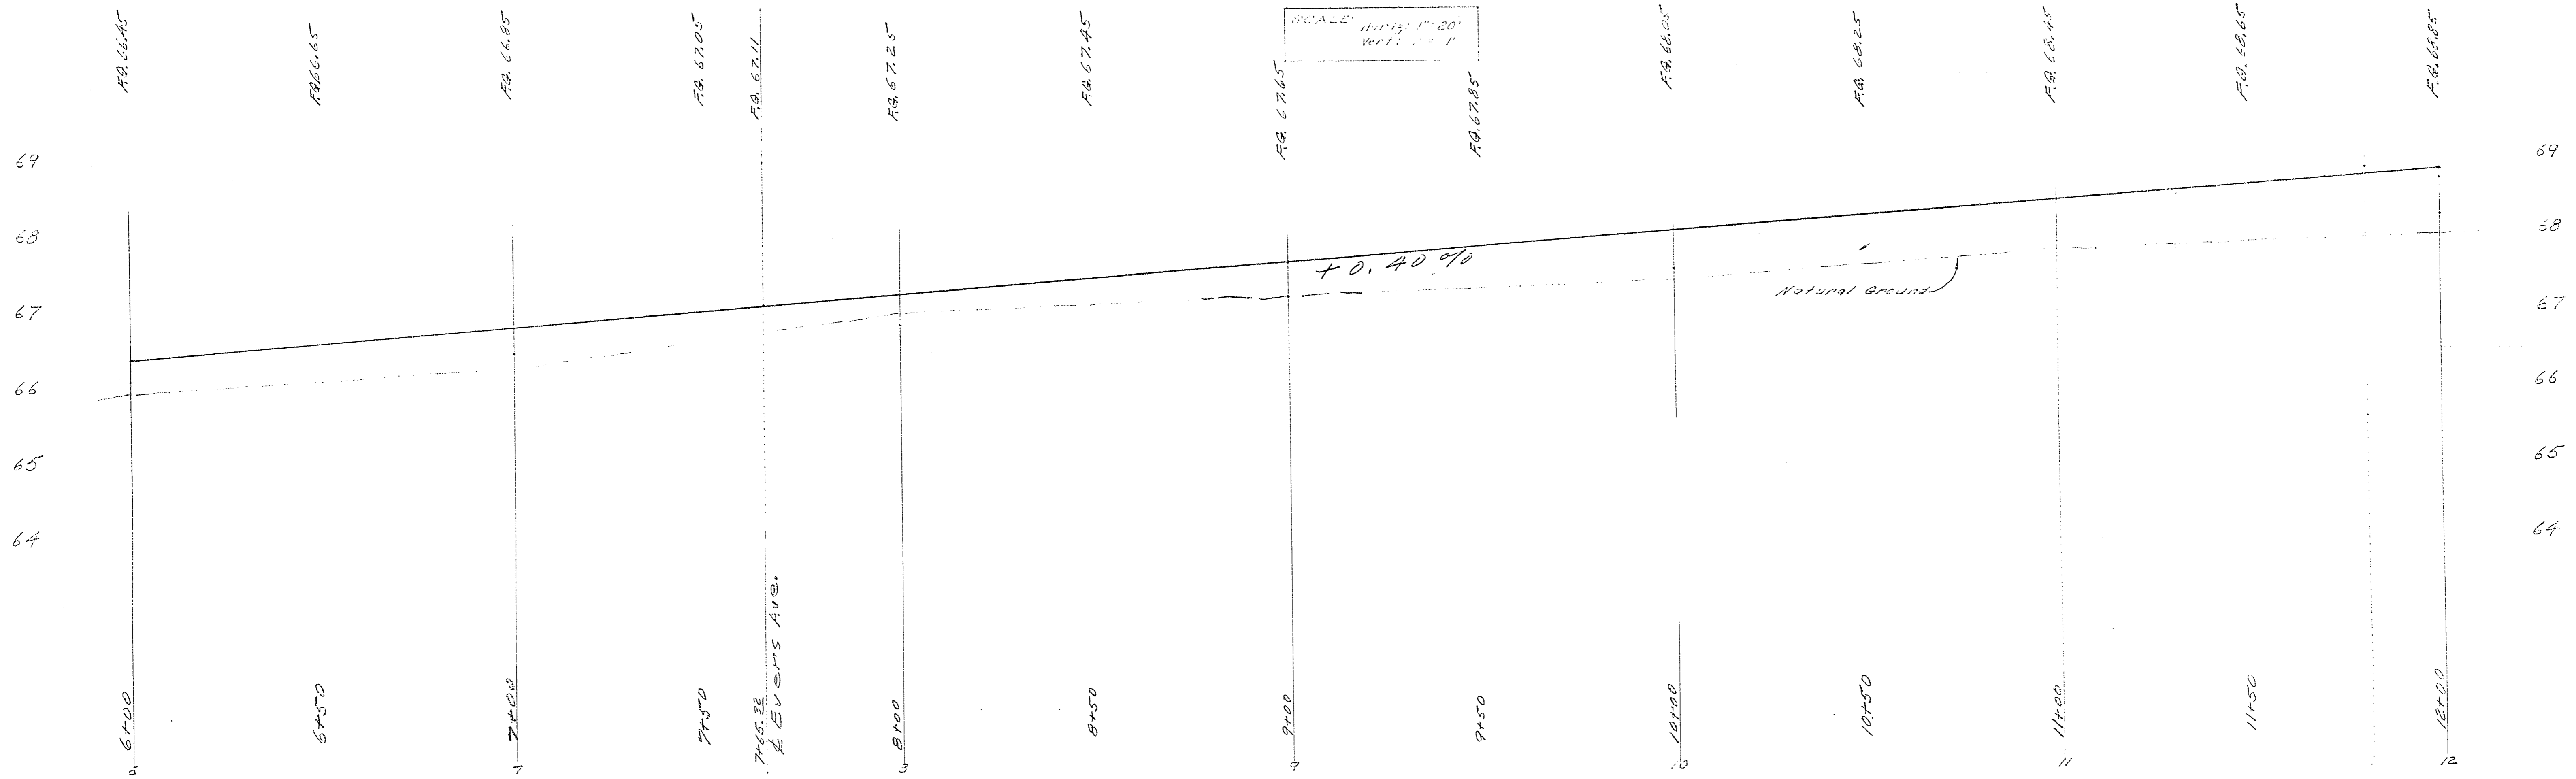 F.G. 66.45
F.G. 66.65
F.G. 66.85
F.G. 67.05
F.G. 67.11
F.G. 67.25
F.G. 67.45
F.G. 67.65
SCALE: Horiz: 1"=20'
Vert: 1'
F.G. 67.85
F.G. 68.05
F.G. 68.25
F.G. 68.45
F.G. 68.65
F.G. 68.85
69
69
68
68
+0.40%
Natural Ground
67
67
66
66
65
65
64
64
6+00
6+50
7+00
7+50
7+65.32
℄ Evers Ave.
8+00
8+50
9+00
9+50
10+00
10+50
11+00
11+50
12+00
7
9
10
11
12